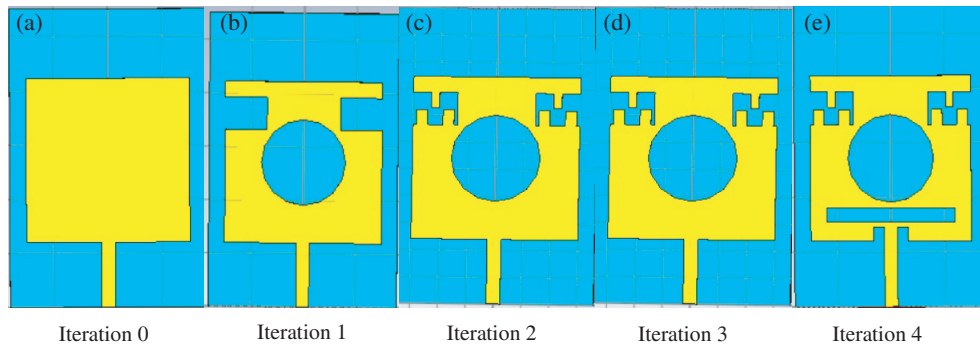 (a) (b) (c) (d) (e)
Iteration 0 Iteration 1 Iteration 2 Iteration 3 Iteration 4